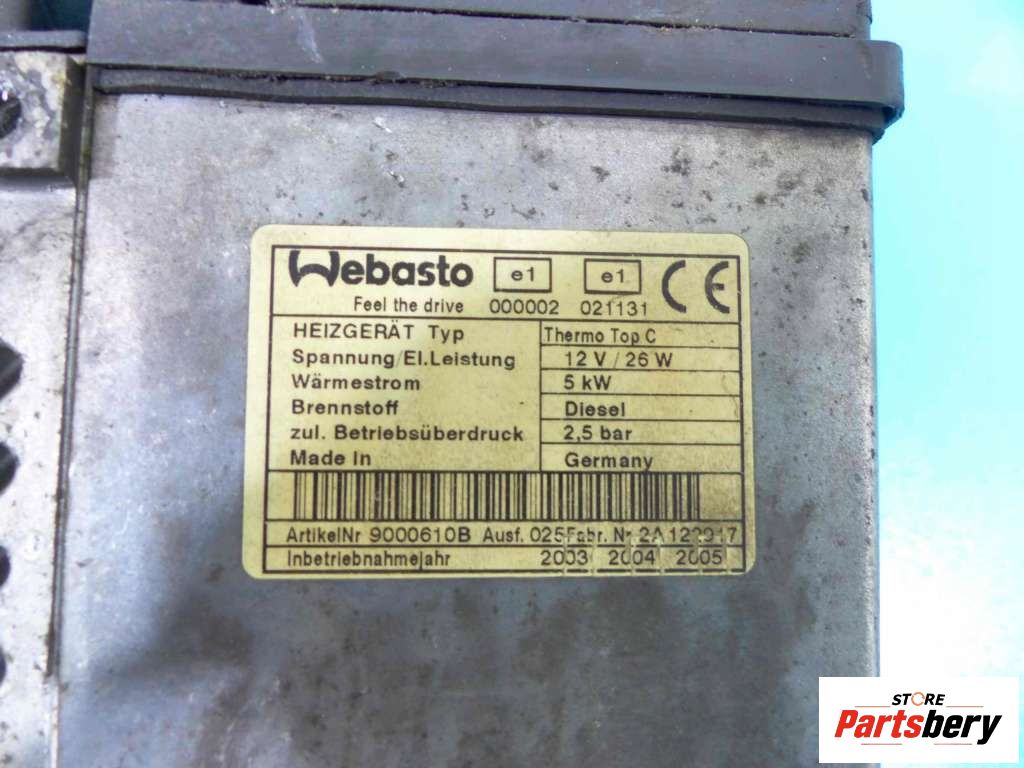 Webasto e1 e1 CE
Feel the drive 000002 021131
HEIZGERÄT Typ Thermo Top C
Spannung/El.Leistung 12 V / 26 W
Wärmestrom 5 kW
Brennstoff Diesel
zul. Betriebsüberdruck 2,5 bar
Made In Germany
ArtikelNr 9000610B Ausf. 025 Fabr. Nr
Inbetriebnahmejahr 2003 2004 2005
STORE
Partsbery